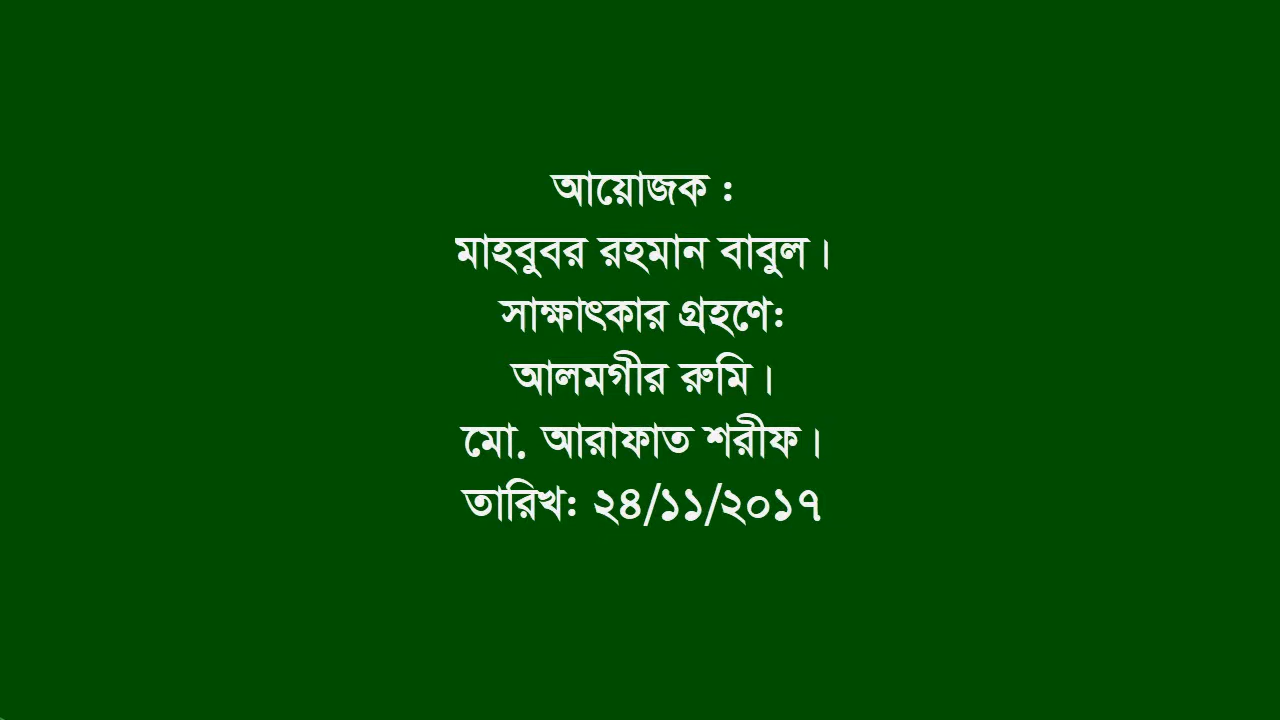 আয়োজক :
মাহবুবর রহমান বাবুল।
সাক্ষাৎকার গ্রহণে:
আলমগীর রুমি।
মো. আরাফাত শরীফ।
তারিখ: ২৪/১১/২০১৭